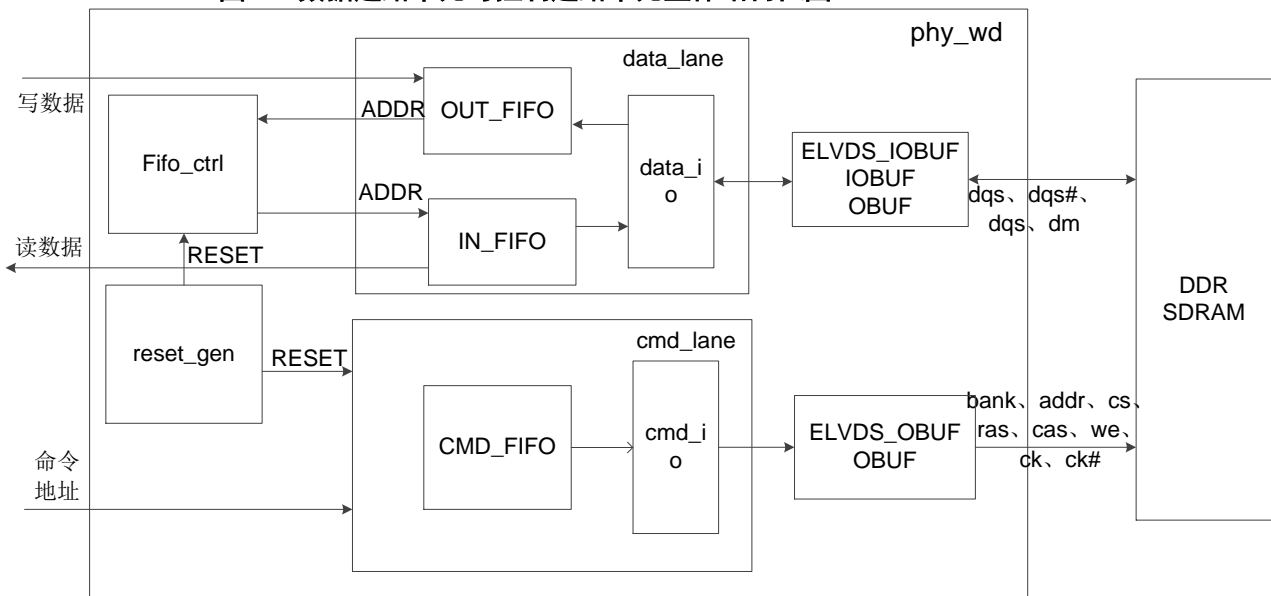 phy_wd
data_lane
写数据
OUT_FIFO
ADDR
Fifo_ctrl
data_i
o
ELVDS_IOBUF
IOBUF
OBUF
dqs、dqs#、
dqs、dm
ADDR
IN_FIFO
读数据
RESET
DDR
SDRAM
reset_gen
RESET
cmd_lane
CMD_FIFO
cmd_i
o
ELVDS_OBUF
OBUF
bank、addr、cs、
ras、cas、we、
ck、ck#
命令
地址